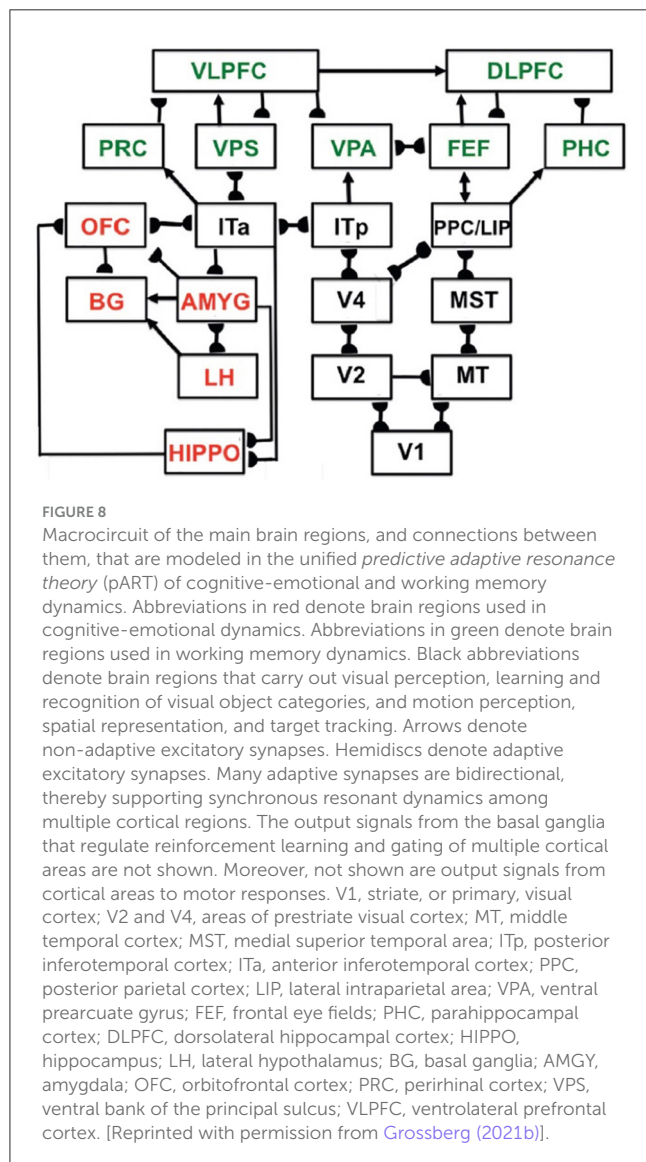 VLPFC DLPFC
PRC VPS VPA FEF PHC
OFC ITa ITp PPC/LIP
BG AMYG V4 MST
LH V2 MT
HIPPO V1
FIGURE 8
Macrocircuit of the main brain regions, and connections between
them, that are modeled in the unified predictive adaptive resonance
theory (pART) of cognitive-emotional and working memory
dynamics. Abbreviations in red denote brain regions used in
cognitive-emotional dynamics. Abbreviations in green denote brain
regions used in working memory dynamics. Black abbreviations
denote brain regions that carry out visual perception, learning and
recognition of visual object categories, and motion perception,
spatial representation, and target tracking. Arrows denote
non-adaptive excitatory synapses. Hemidiscs denote adaptive
excitatory synapses. Many adaptive synapses are bidirectional,
thereby supporting synchronous resonant dynamics among
multiple cortical regions. The output signals from the basal ganglia
that regulate reinforcement learning and gating of multiple cortical
areas are not shown. Moreover, not shown are output signals from
cortical areas to motor responses. V1, striate, or primary, visual
cortex; V2 and V4, areas of prestriate visual cortex; MT, middle
temporal cortex; MST, medial superior temporal area; ITp, posterior
inferotemporal cortex; ITa, anterior inferotemporal cortex; PPC,
posterior parietal cortex; LIP, lateral intraparietal area; VPA, ventral
prearcuate gyrus; FEF, frontal eye fields; PHC, parahippocampal
cortex; DLPFC, dorsolateral hippocampal cortex; HIPPO,
hippocampus; LH, lateral hypothalamus; BG, basal ganglia; AMGY,
amygdala; OFC, orbitofrontal cortex; PRC, perirhinal cortex; VPS,
ventral bank of the principal sulcus; VLPFC, ventrolateral prefrontal
cortex. [Reprinted with permission from Grossberg (2021b)].